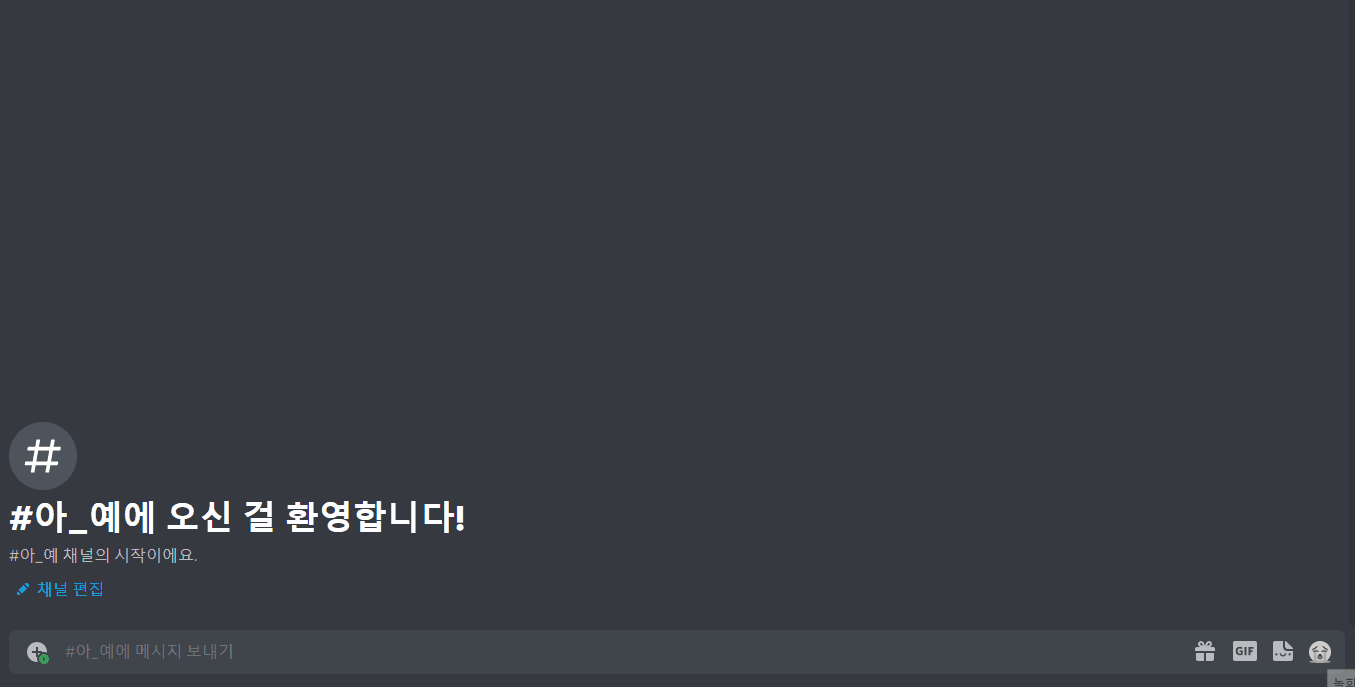 #아_예에 오신 걸 환영합니다!
#아_예 채널의 시작이에요.
채널 편집
#아_예에 메시지 보내기
GIF